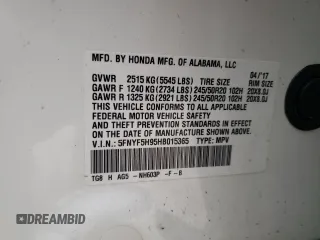 MFD. BY HONDA MFG. OF ALABAMA, LLC
04/'17
GVWR 2515 KG (5545 LBS) TIRE SIZE RIM SIZE
GAWR F 1240 KG (2734 LBS) 245/50R20 102H 20X8.0J
GAWR R 1325 KG (2921 LBS) 245/50R20 102H 20X8.0J
THIS VEHICLE CONFORMS TO ALL APPLICABLE
FEDERAL MOTOR VEHICLE SAFETY
AND THEFT PREVENTION STANDARDS IN EFFECT
ON THE DATE OF MANUFACTURE SHOWN ABOVE.
V.I.N.: 5FNYF5H95HB015365 TYPE: MPV
TG8 H AG5 - NH603P - F - B
© AUTOBIDCAR